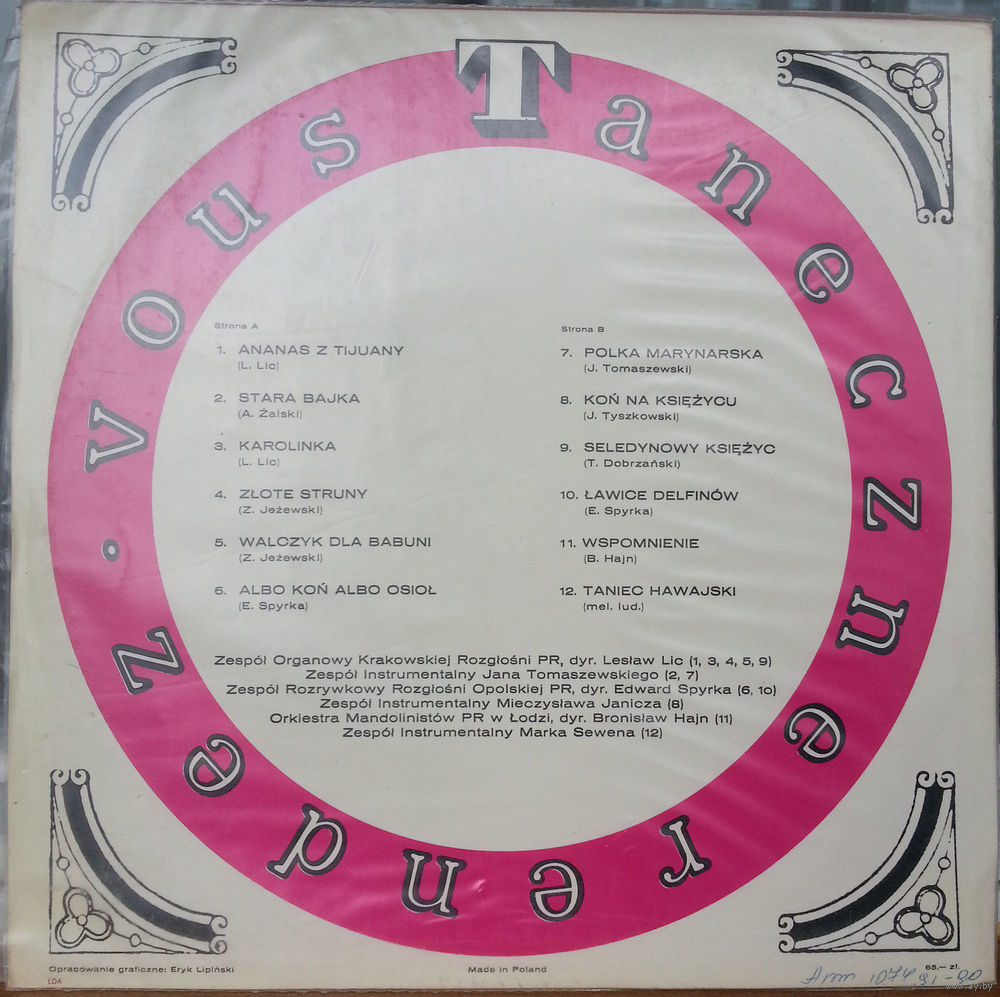 Taneczne rendez·vous
Strona A
1. ANANAS Z TIJUANY
(L. Lic)
2. STARA BAJKA
(A. Żalski)
3. KAROLINKA
(L. Lic)
4. ZŁOTE STRUNY
(Z. Jeżewski)
5. WALCZYK DLA BABUNI
(Z. Jeżewski)
6. ALBO KOŃ ALBO OSIOŁ
(E. Spyrka)
Strona B
7. POLKA MARYNARSKA
(J. Tomaszewski)
8. KOŃ NA KSIĘŻYCU
(J. Tyszkowski)
9. SELEDYNOWY KSIĘŻYC
(T. Dobrzański)
10. ŁAWICE DELFINÓW
(E. Spyrka)
11. WSPOMNIENIE
(B. Hajn)
12. TANIEC HAWAJSKI
(mel. lud.)
Zespół Organowy Krakowskiej Rozgłośni PR, dyr. Lesław Lic (1, 3, 4, 5, 9)
Zespół Instrumentalny Jana Tomaszewskiego (2, 7)
Zespół Rozrywkowy Rozgłośni Opolskiej PR, dyr. Edward Spyrka (6, 10)
Zespół Instrumentalny Mieczysława Janicza (8)
Orkiestra Mandolinistów PR w Łodzi, dyr. Bronisław Hajn (11)
Zespół Instrumentalny Marka Sewena (12)
Opracowanie graficzne: Eryk Lipiński
ŁDA
Made in Poland
65.— zł.
www.ay.by